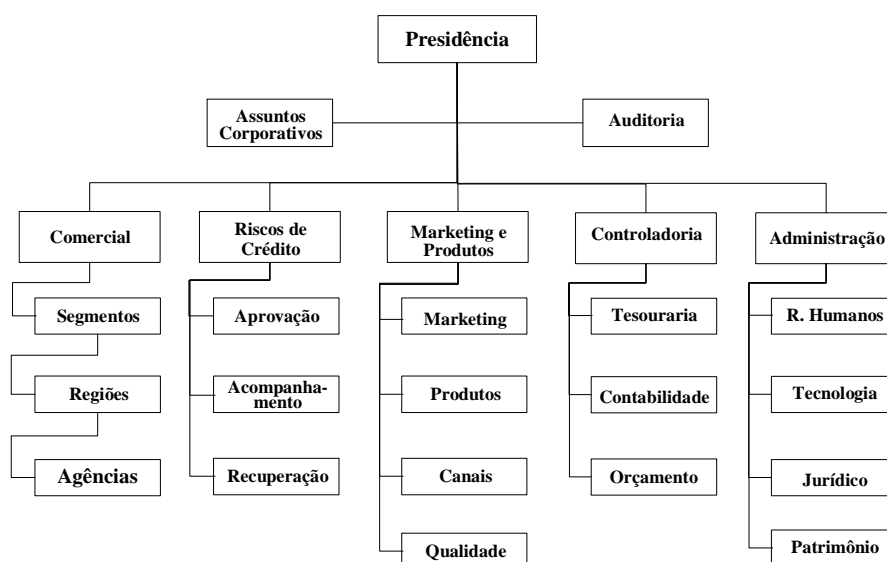 Presidência
Assuntos
Corporativos
Auditoria
Comercial
Riscos de
Crédito
Marketing e
Produtos
Controladoria
Administração
Segmentos
Aprovação
Marketing
Tesouraria
R. Humanos
Regiões
Acompanha-
mento
Produtos
Contabilidade
Tecnologia
Agências
Recuperação
Canais
Orçamento
Jurídico
Qualidade
Patrimônio